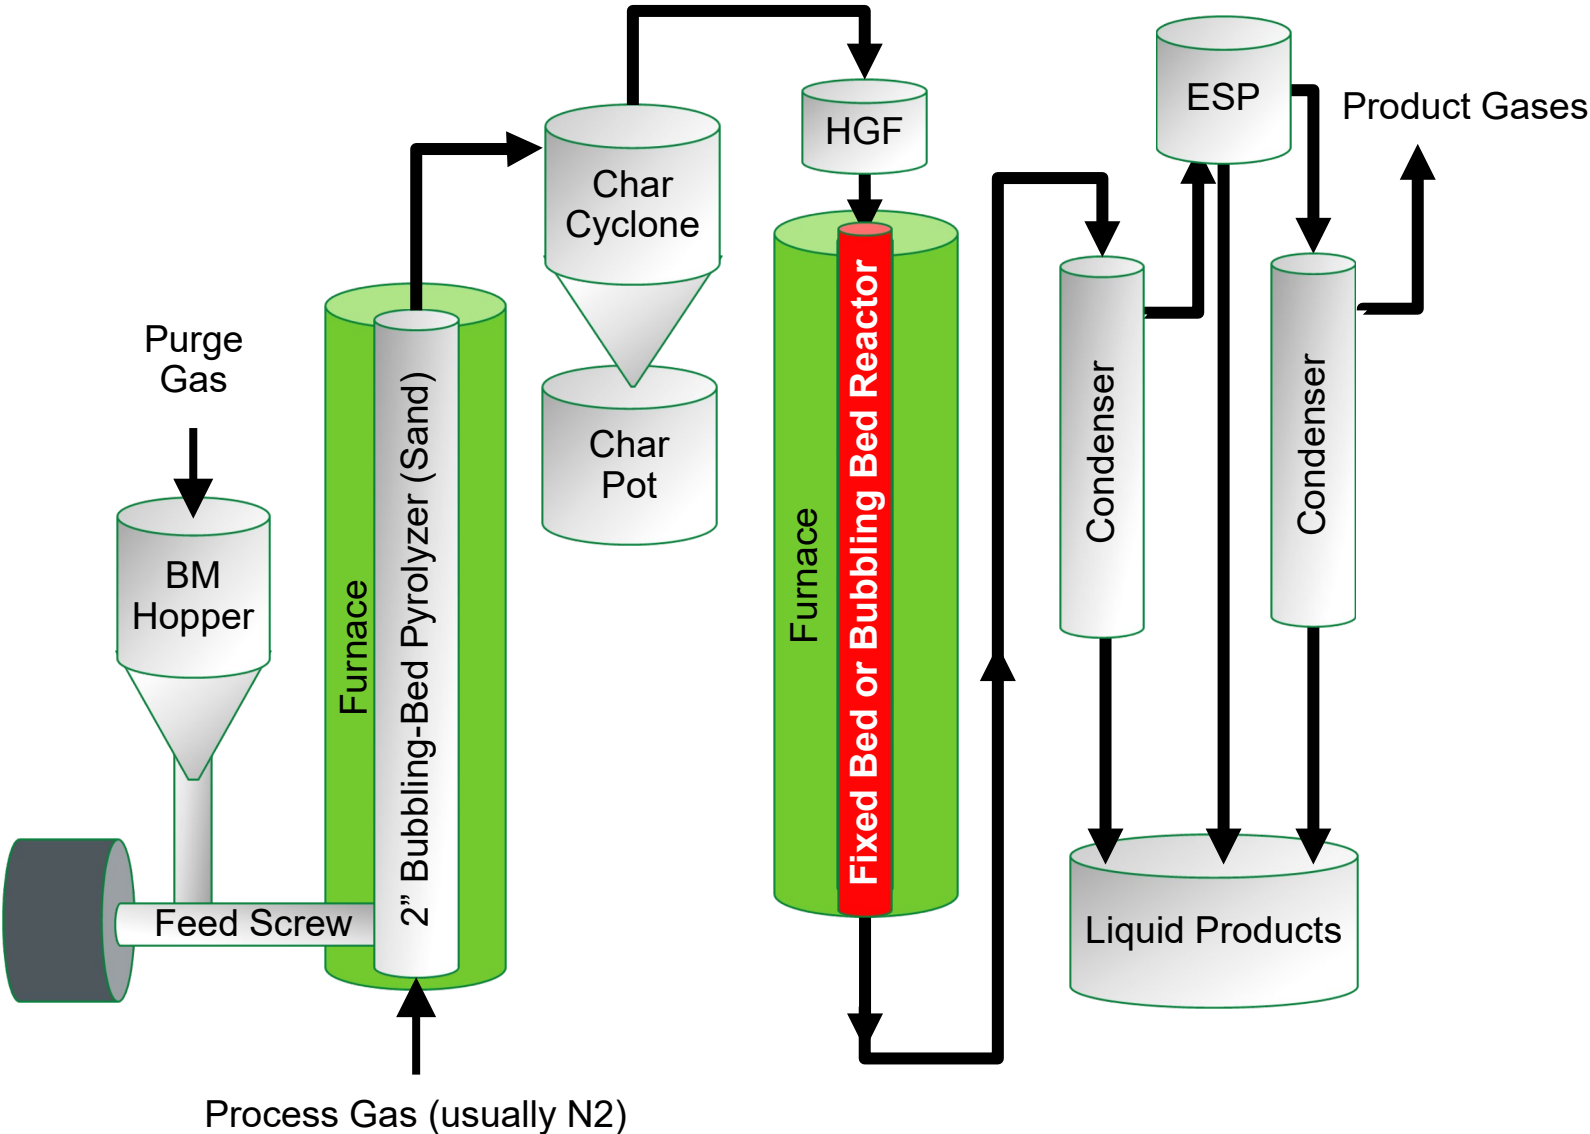 Purge
Gas
BM
Hopper
Feed Screw
Furnace
2” Bubbling-Bed Pyrolyzer (Sand)
Process Gas (usually N2)
Char
Cyclone
Char
Pot
HGF
Furnace
Fixed Bed or Bubbling Bed Reactor
Condenser
ESP
Condenser
Product Gases
Liquid Products